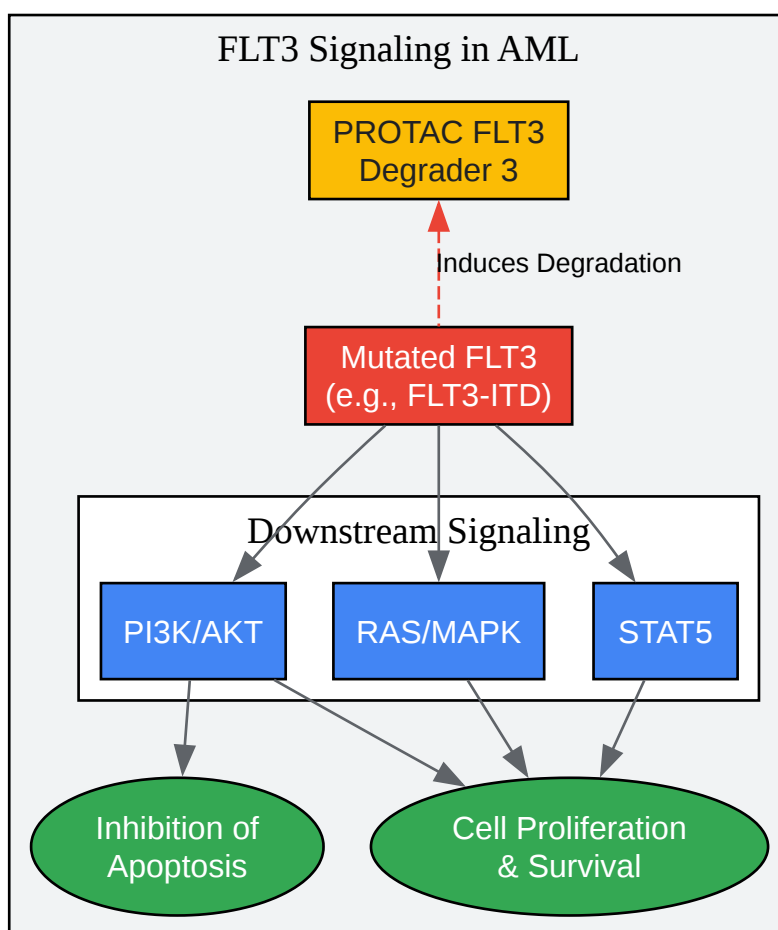 FLT3 Signaling in AML
PROTAC FLT3
Degrader 3
Induces Degradation
Mutated FLT3
(e.g., FLT3-ITD)
Downstream Signaling
PI3K/AKT
RAS/MAPK
STAT5
Inhibition of
Apoptosis
Cell Proliferation
& Survival